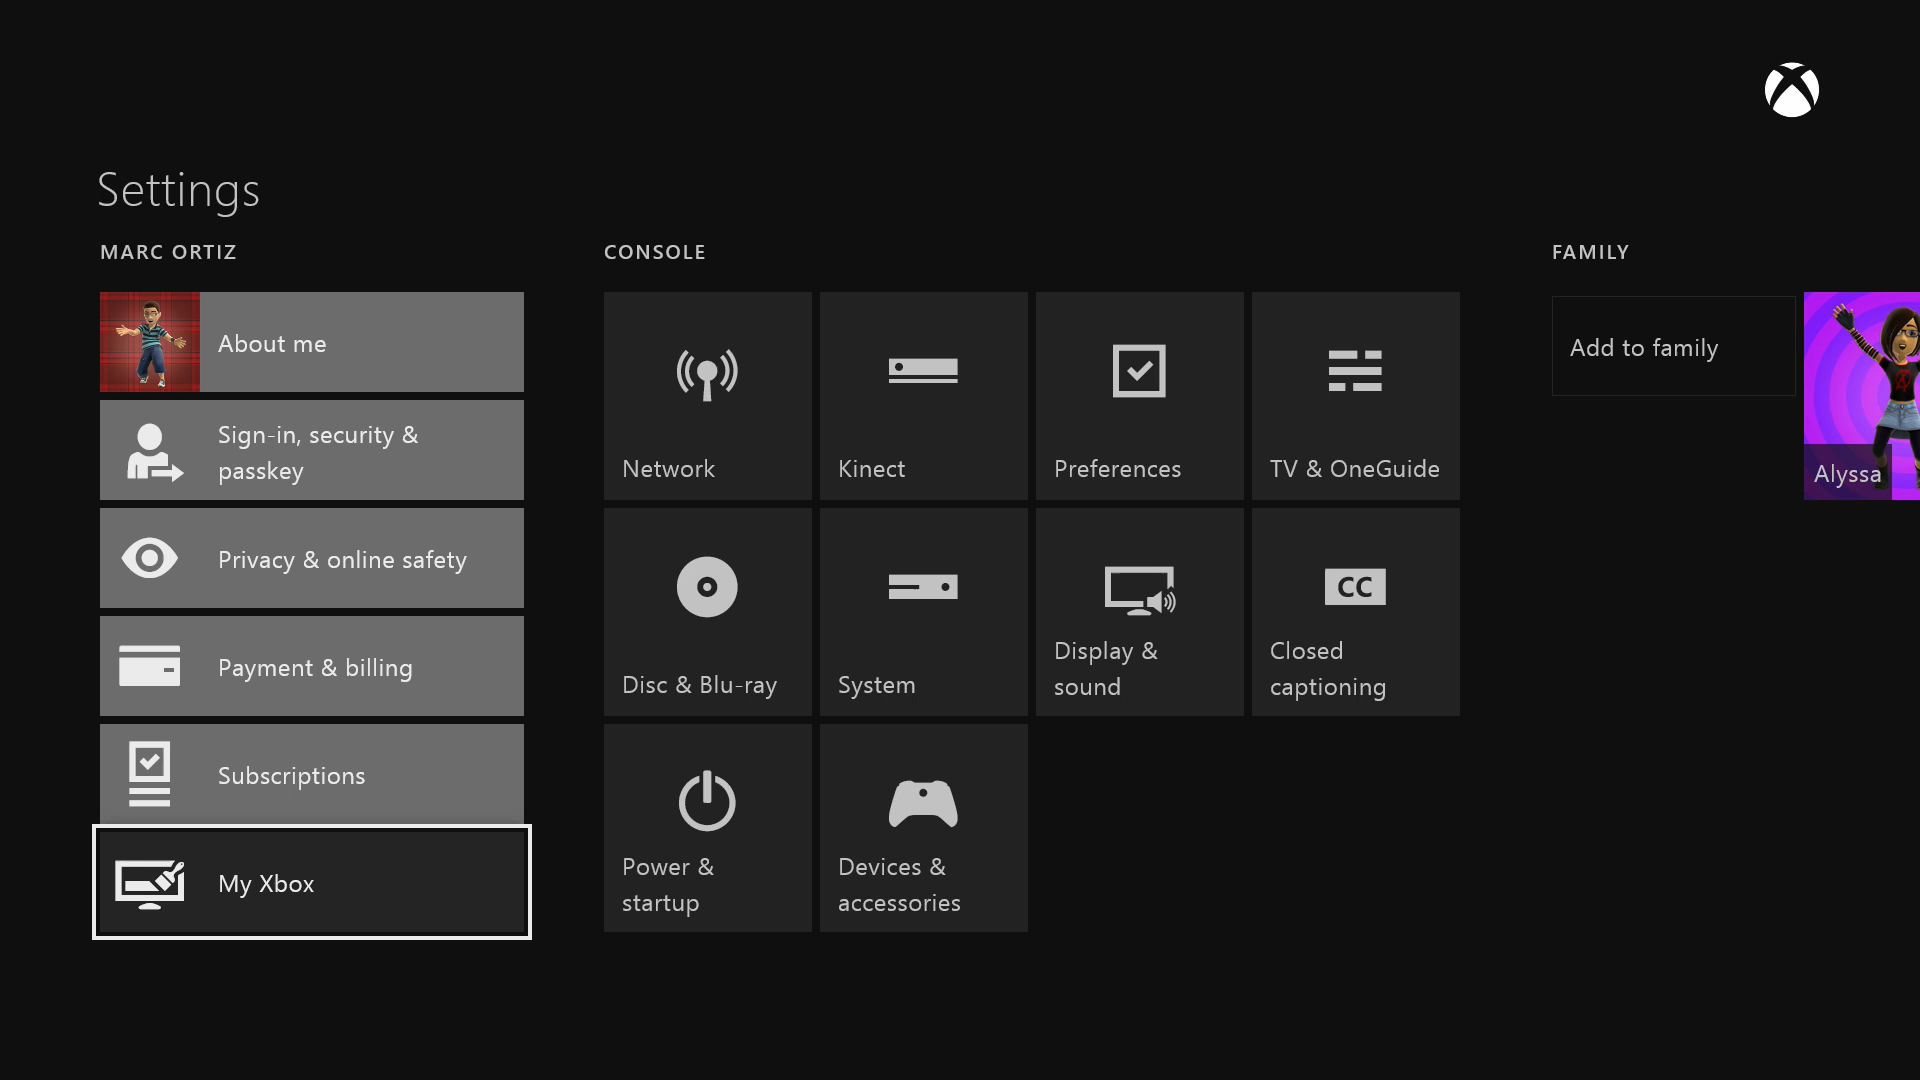 Settings
MARC ORTIZ
About me
Sign-in, security &
passkey
Privacy & online safety
Payment & billing
Subscriptions
My Xbox
CONSOLE
Network
Kinect
Preferences
TV & OneGuide
Disc & Blu-ray
System
Display &
sound
CC
Closed
captioning
Power &
startup
Devices &
accessories
FAMILY
Add to family
Alyssa